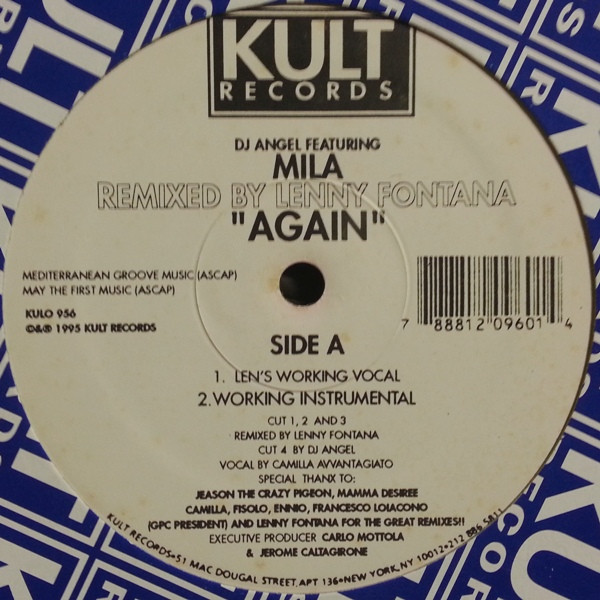 KULT
RECORDS
DJ ANGEL FEATURING
MILA
REMIXED BY LENNY FONTANA
"AGAIN"
MEDITERRANEAN GROOVE MUSIC (ASCAP)
MAY THE FIRST MUSIC (ASCAP)
KULO 956
©&℗ 1995 KULT RECORDS
7 88812 09601 4
SIDE A
1. LEN'S WORKING VOCAL
2. WORKING INSTRUMENTAL
CUT 1, 2 AND 3
REMIXED BY LENNY FONTANA
CUT 4 BY DJ ANGEL
VOCAL BY CAMILLA AVVANTAGIATO
SPECIAL THANX TO:
JEASON THE CRAZY PIGEON, MAMMA DESIREE
CAMILLA, FISOLO, ENNIO, FRANCESCO LOIACONO
(GPC PRESIDENT) AND LENNY FONTANA FOR THE GREAT REMIXES!!
EXECUTIVE PRODUCER CARLO MOTTOLA
& JEROME CALTAGIRONE
KULT RECORDS•51 MAC DOUGAL STREET, APT 136•NEW YORK, NY 10012•212 886 5811